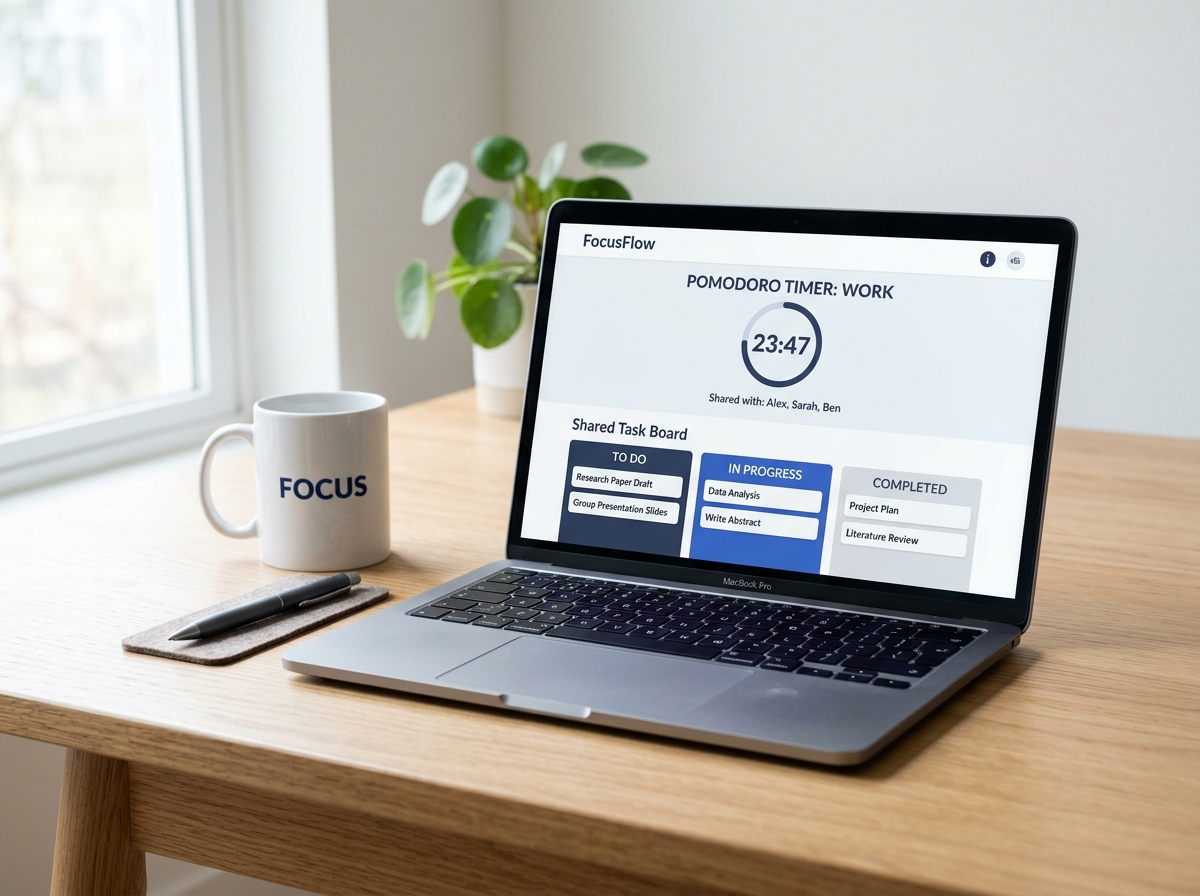 FOCUS
FocusFlow
POMODORO TIMER: WORK
23:47
Shared with: Alex, Sarah, Ben
Shared Task Board
TO DO
Research Paper Draft
Group Presentation Slides
IN PROGRESS
Data Analysis
Write Abstract
COMPLETED
Project Plan
Literature Review
MacBook Pro